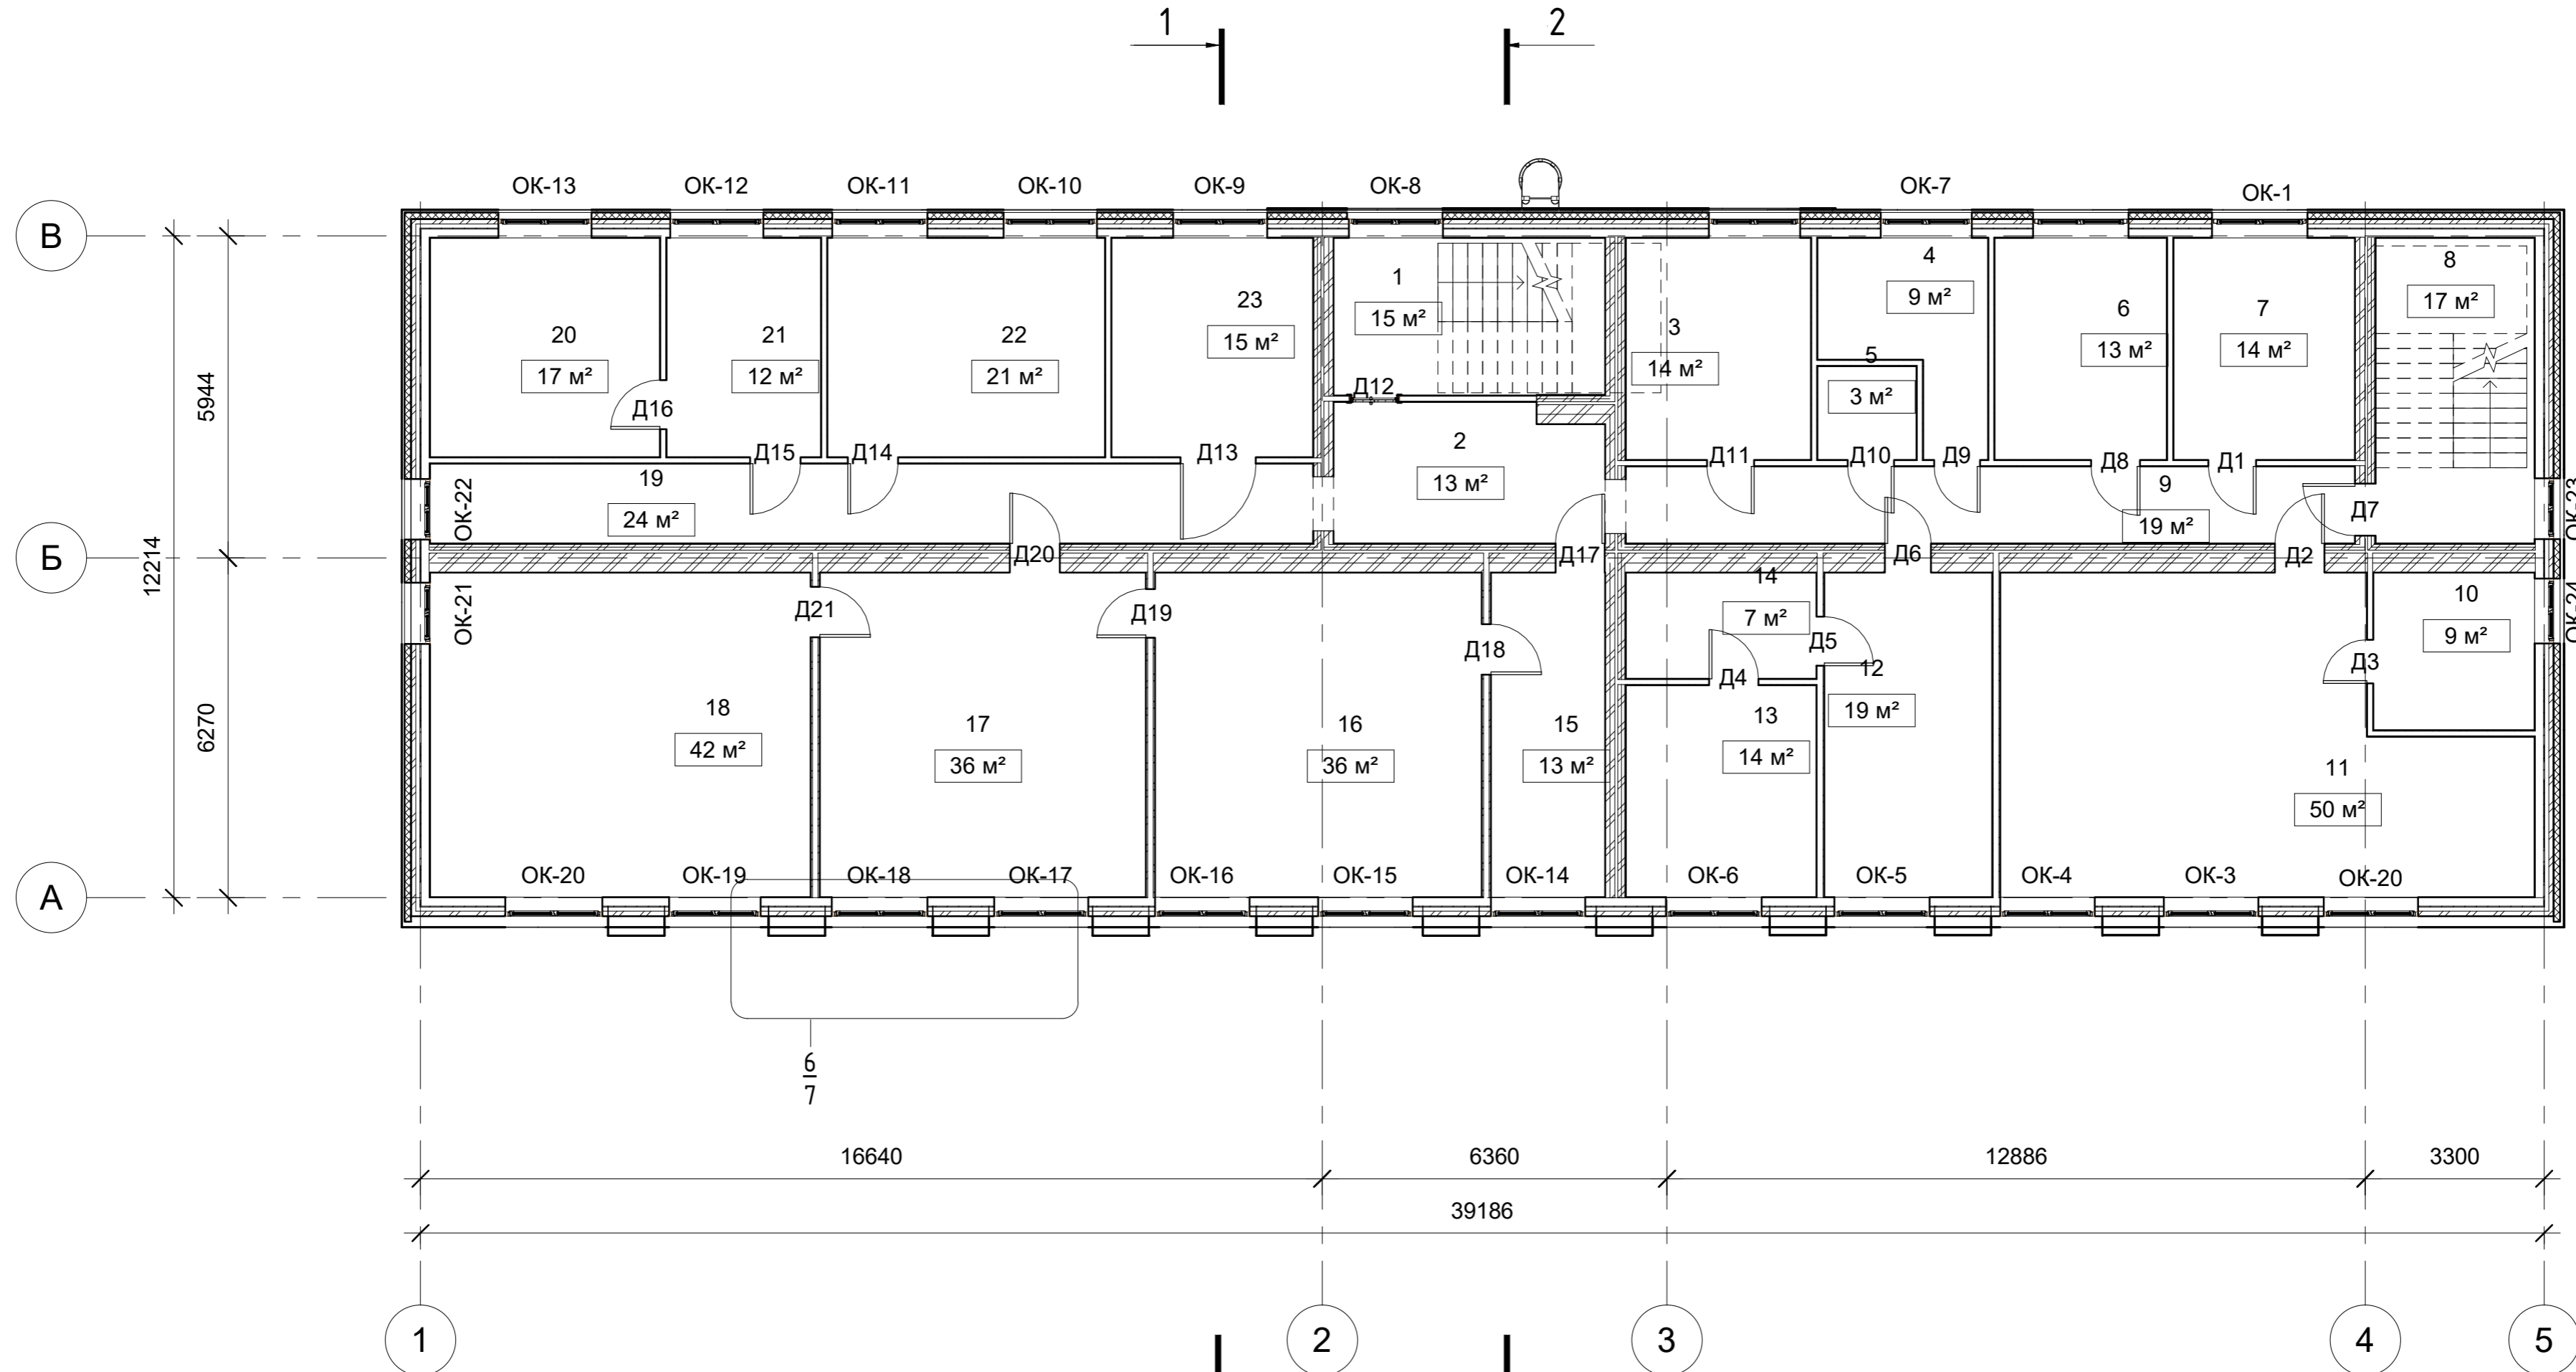 1
2
ОК-13
ОК-12
ОК-11
ОК-10
ОК-9
ОК-8
ОК-7
ОК-1
В
Б
А
12214
5944
6270
20
17 м²
21
12 м²
22
21 м²
23
15 м²
1
15 м²
3
14 м²
4
9 м²
5
3 м²
6
13 м²
7
14 м²
8
17 м²
Д16
Д15
Д14
Д13
Д12
2
13 м²
Д11
Д10
Д9
Д8
Д1
9
19 м²
Д7
ОК-23
19
24 м²
ОК-22
Д20
Д17
Д6
Д2
ОК-21
Д21
Д19
Д18
14
7 м²
Д5
Д4
12
19 м²
Д3
10
9 м²
ОК-24
18
42 м²
17
36 м²
16
36 м²
15
13 м²
13
14 м²
11
50 м²
ОК-20
ОК-19
ОК-18
ОК-17
ОК-16
ОК-15
ОК-14
ОК-6
ОК-5
ОК-4
ОК-3
ОК-20
6
7
16640
6360
12886
3300
39186
1
2
3
4
5